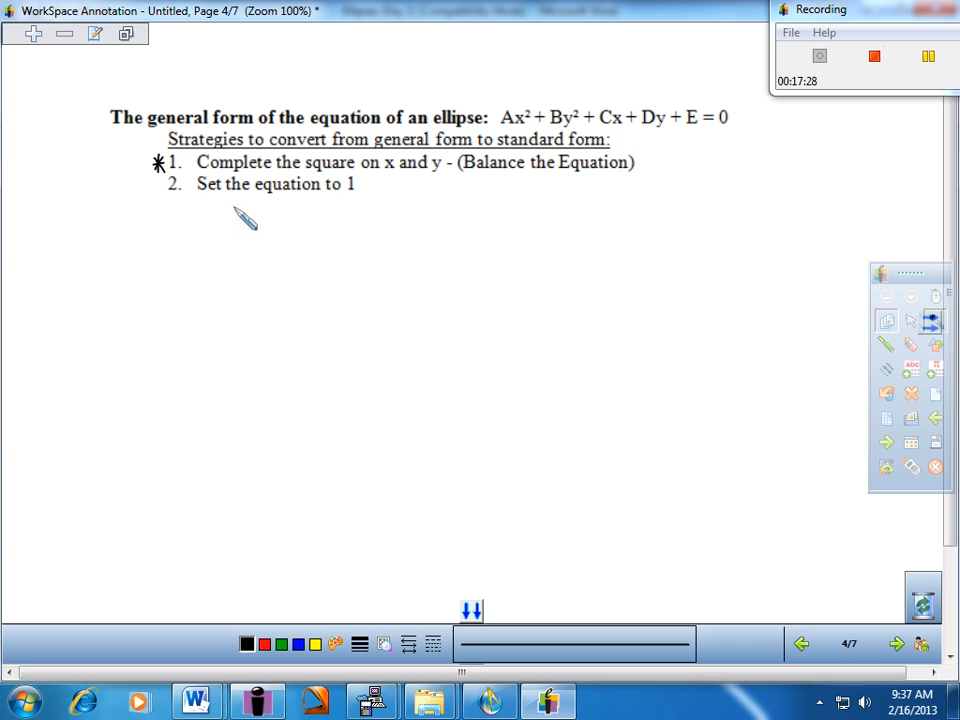 WorkSpace Annotation - Untitled, Page 4/7 (Zoom 100%) *
Recording
File Help
00:17:28
The general form of the equation of an ellipse: Ax² + By² + Cx + Dy + E = 0
Strategies to convert from general form to standard form:
*1. Complete the square on x and y - (Balance the Equation)
2. Set the equation to 1
abc π
4/7
W
9:37 AM
2/16/2013